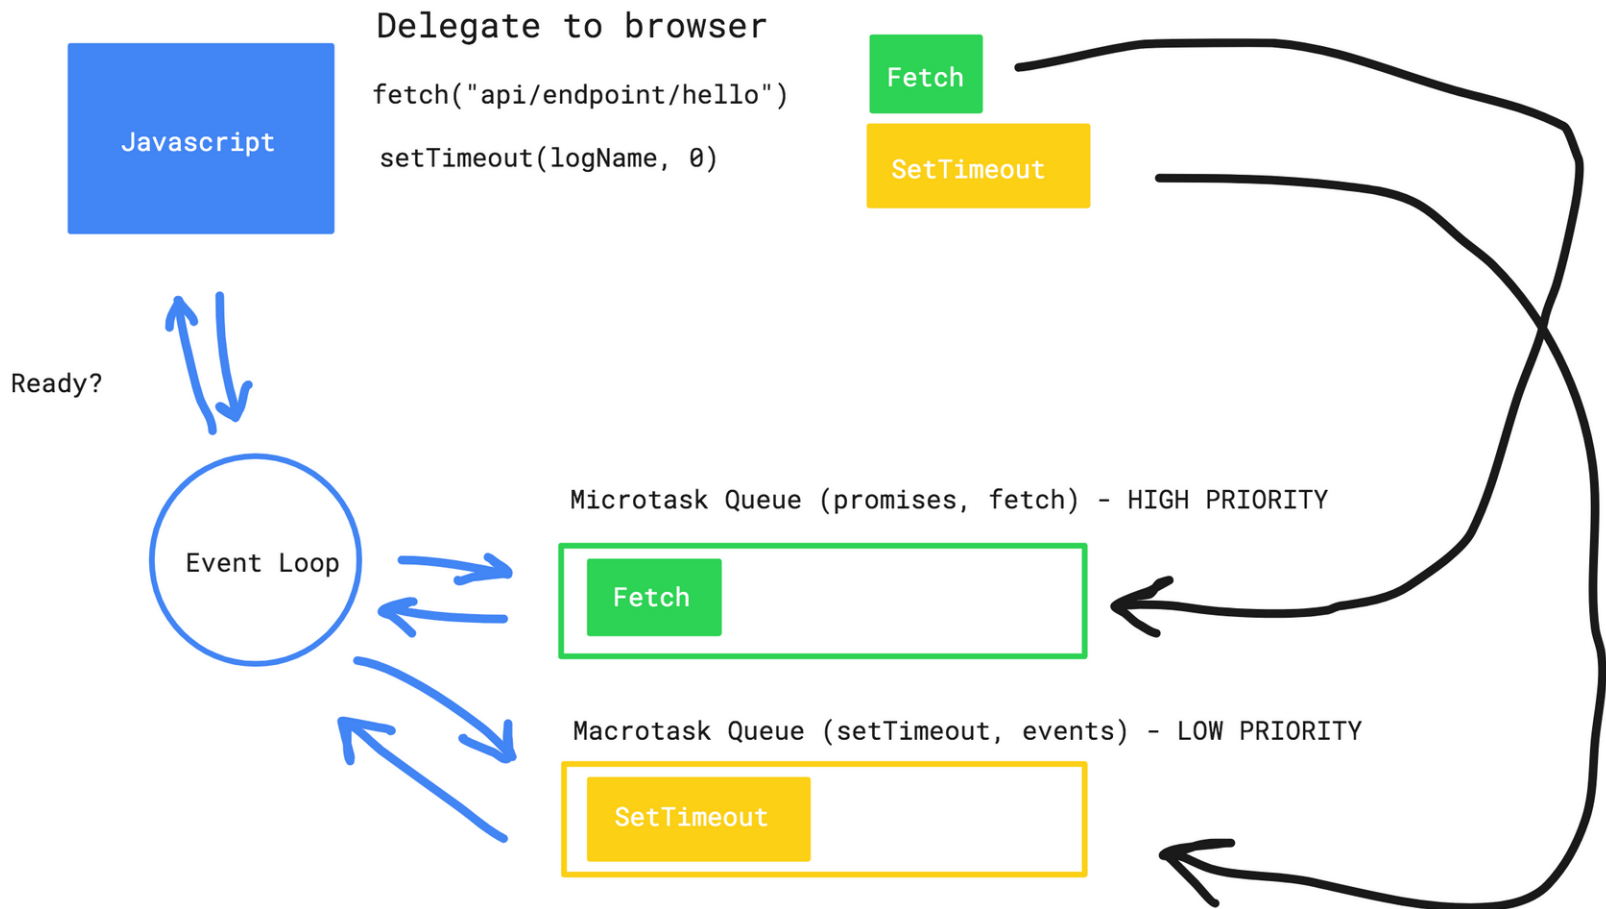 Delegate to browser
Javascript
fetch("api/endpoint/hello")
setTimeout(logName, 0)
Fetch
SetTimeout
Ready?
Event Loop
Microtask Queue (promises, fetch) - HIGH PRIORITY
Fetch
Macrotask Queue (setTimeout, events) - LOW PRIORITY
SetTimeout